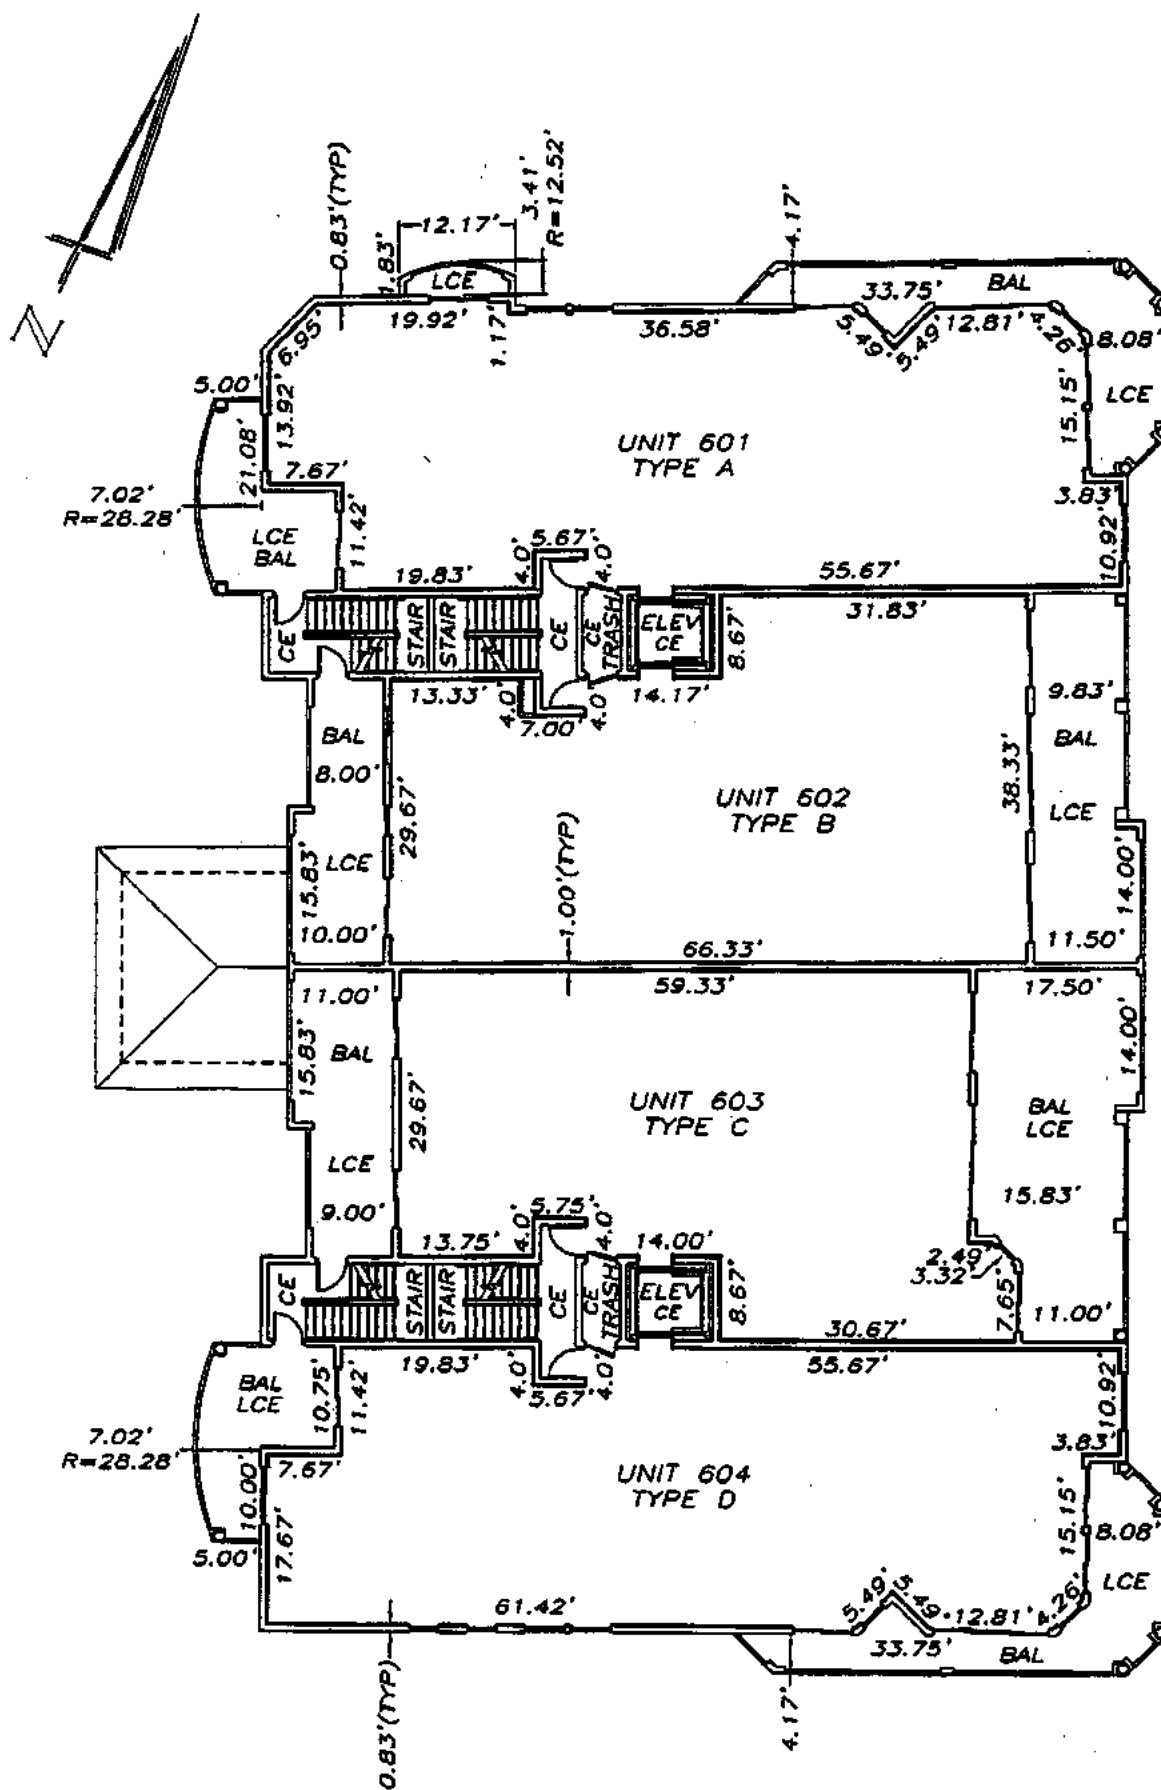 N
0.83'(TYP)
1.83'
12.17'
3.41'
R=12.52'
4.17'
LCE
BAL
33.75'
19.92'
1.17'
36.58'
5.49'
5.49'
12.81'
4.26'
8.08'
6.95'
5.00'
13.92'
15.15'
LCE
UNIT 601
TYPE A
21.08'
7.67'
7.02'
R=28.28'
3.83'
LCE
BAL
11.42'
10.92'
5.67'
4.0'
4.0'
19.83'
55.67'
31.83'
CE
STAIR
STAIR
CE
CE
TRASH
ELEV
CE
8.67'
13.33'
4.0'
7.00'
4.0'
14.17'
9.83'
BAL
8.00'
BAL
29.67'
38.33'
UNIT 602
TYPE B
LCE
LCE
15.83'
1.00'(TYP)
14.00'
10.00'
66.33'
11.50'
11.00'
59.33'
17.50'
15.83'
BAL
14.00'
29.67'
UNIT 603
TYPE C
BAL
LCE
LCE
15.83'
9.00'
5.75'
4.0'
4.0'
13.75'
14.00'
2.49'
3.32'
CE
STAIR
STAIR
CE
CE
TRASH
ELEV
CE
8.67'
7.65'
11.00'
30.67'
19.83'
4.0'
5.67'
4.0'
55.67'
BAL
LCE
10.75'
11.42'
10.92'
7.02'
R=28.28'
7.67'
3.83'
UNIT 604
TYPE D
10.00'
17.67'
15.15'
8.08'
5.00'
LCE
61.42'
5.49'
5.49'
12.81'
4.26'
33.75'
BAL
0.83'(TYP)
4.17'